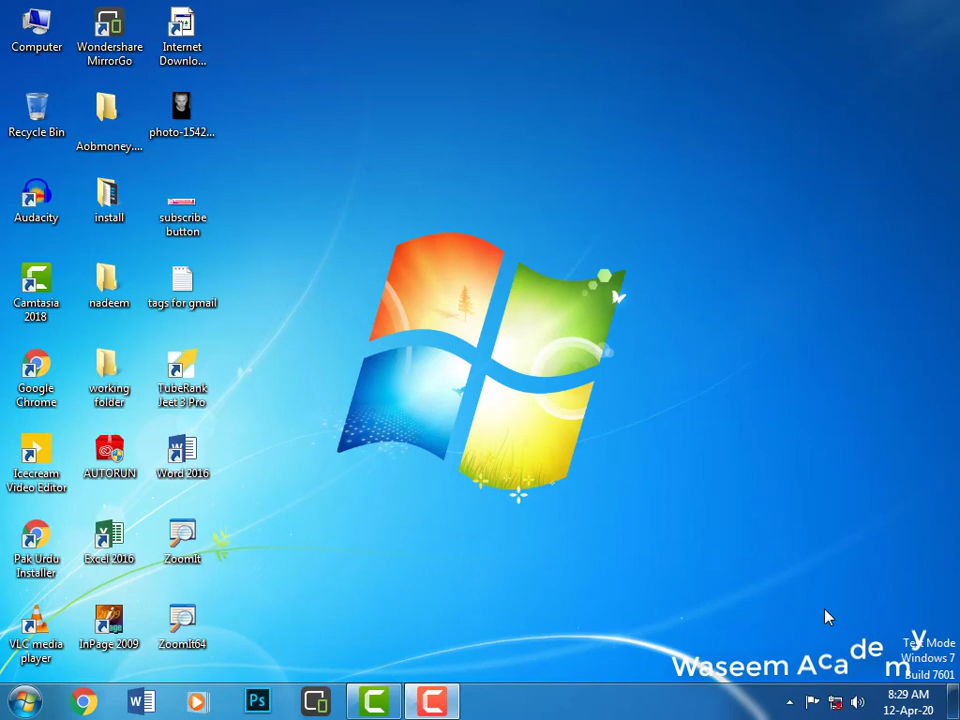 Computer
Wondershare
MirrorGo
Internet
Downlo...
Recycle Bin
Aobmoney....
photo-1542...
Audacity
install
subscribe
button
Camtasia
2018
nadeem
tags for gmail
Google
Chrome
working
folder
TubeRank
Jeet 3 Pro
Icecream
Video Editor
AUTORUN
Word 2016
Pak Urdu
Installer
Excel 2016
ZoomIt
VLC media
player
InPage 2009
ZoomIt64
Waseem Academy
Test Mode
Windows 7
Build 7601
Ps
8:29 AM
12-Apr-20